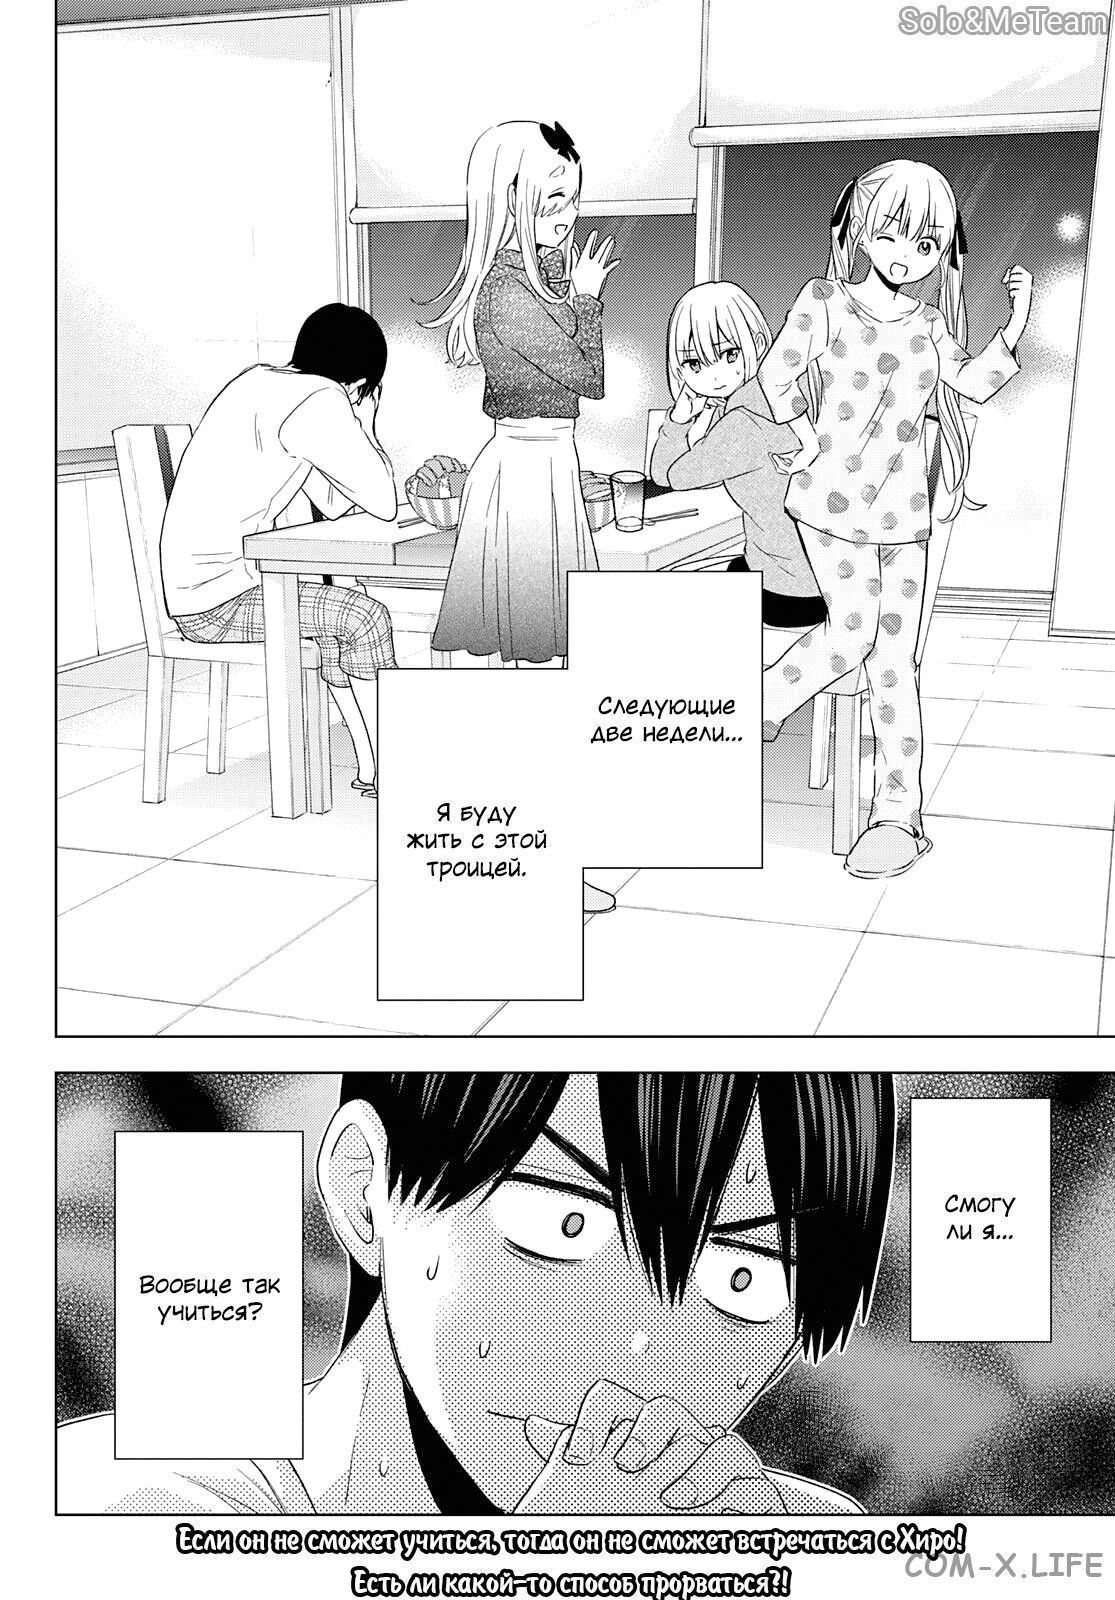 Solo&MeTeam
Следующие
две недели...
Я буду
жить с этой
троицей.
Смогу
ли я...
Вообще так
учиться?
Если он не сможет учиться, тогда он не сможет встречаться с Хиро!
Есть ли какой-то способ прорваться?!
COM-X.LIFE